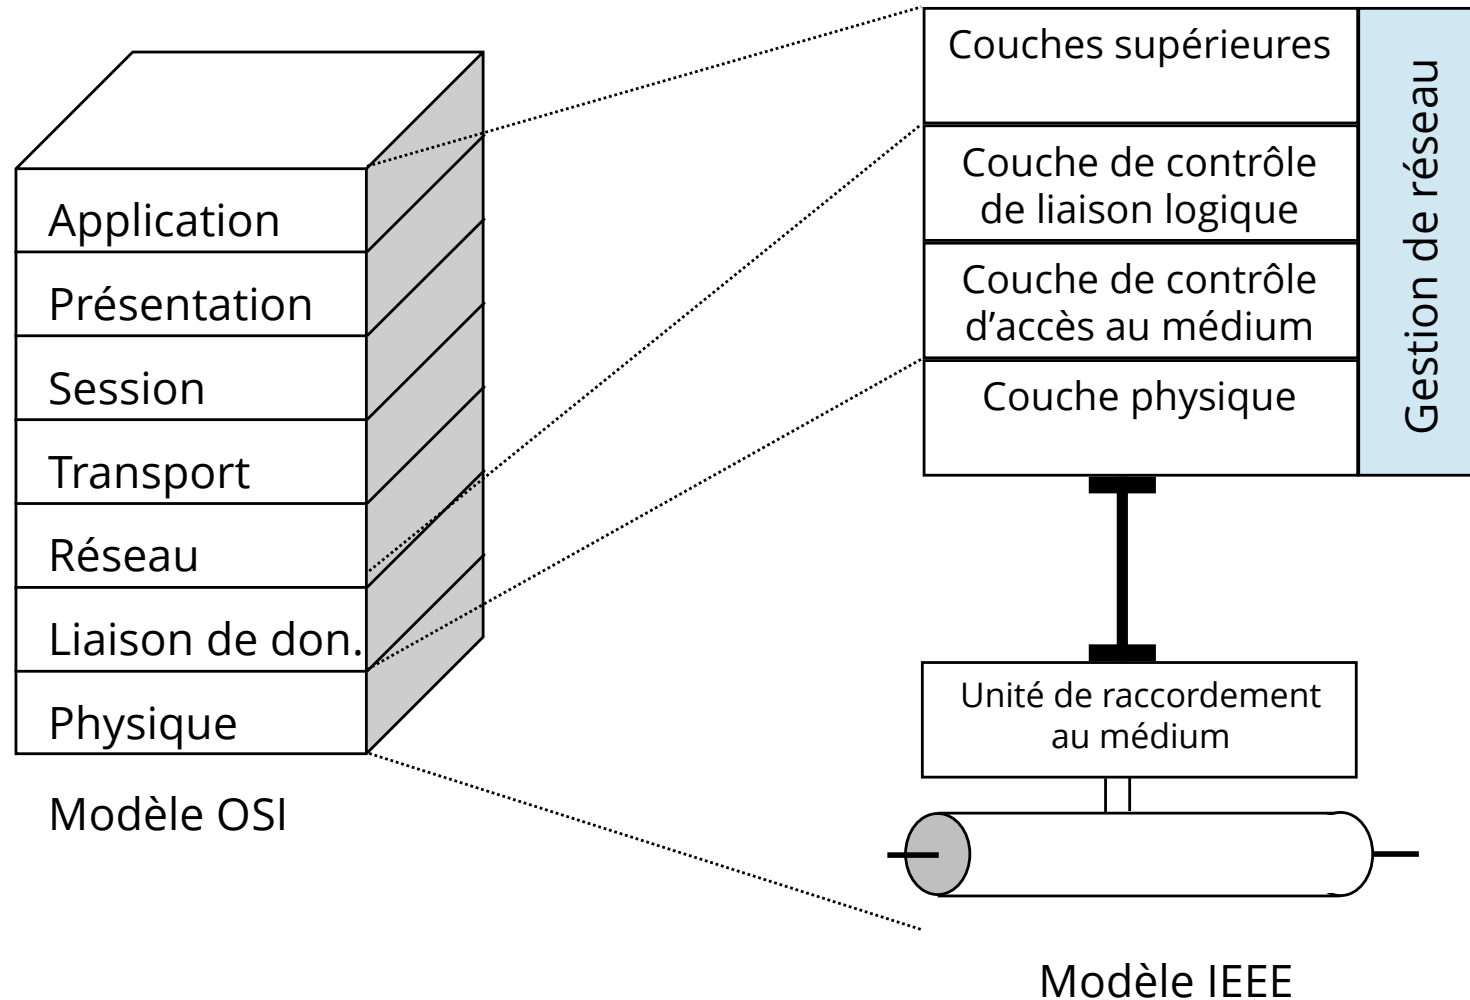 Application
Présentation
Session
Transport
Réseau
Liaison de don.
Physique
Modèle OSI
Couches supérieures
Couche de contrôle
de liaison logique
Couche de contrôle
d’accès au médium
Couche physique
Gestion de réseau
Unité de raccordement
au médium
Modèle IEEE